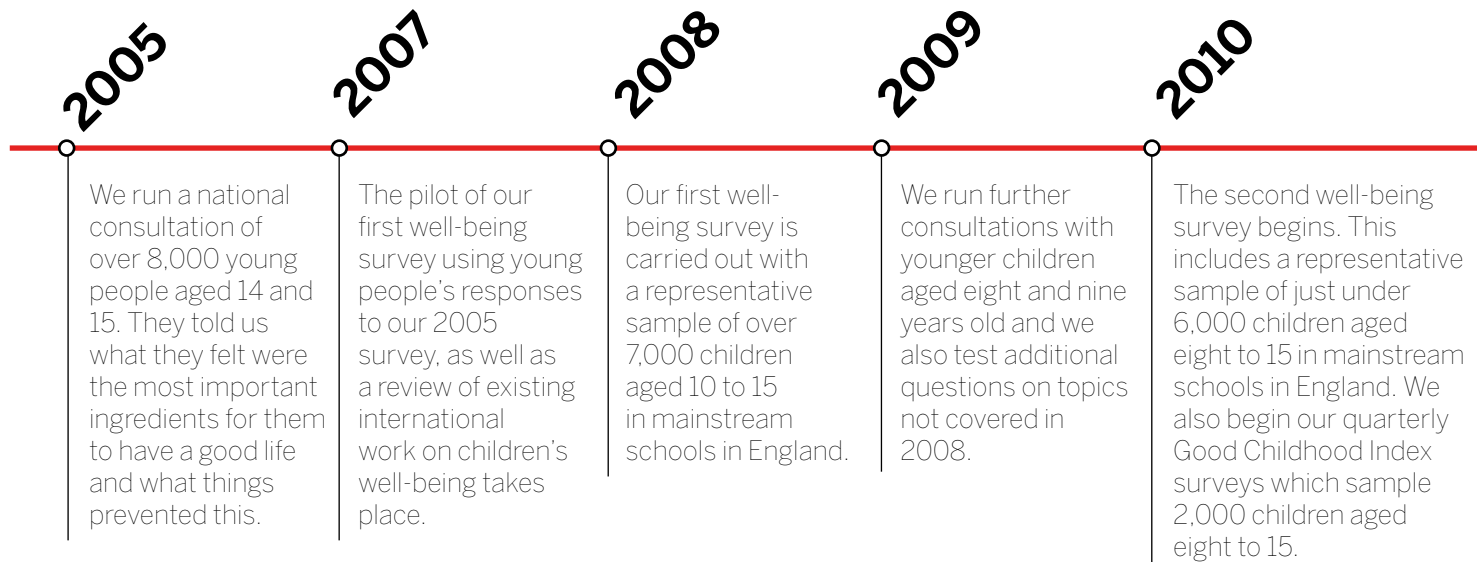 2005
We run a national
consultation of
over 8,000 young
people aged 14 and
15. They told us
what they felt were
the most important
ingredients for them
to have a good life
and what things
prevented this.
2007
The pilot of our
first well-being
survey using young
people’s responses
to our 2005
survey, as well as
a review of existing
international
work on children’s
well-being takes
place.
2008
Our first well-
being survey is
carried out with
a representative
sample of over
7,000 children
aged 10 to 15
in mainstream
schools in England.
2009
We run further
consultations with
younger children
aged eight and nine
years old and we
also test additional
questions on topics
not covered in
2008.
2010
The second well-being
survey begins. This
includes a representative
sample of just under
6,000 children aged
eight to 15 in mainstream
schools in England. We
also begin our quarterly
Good Childhood Index
surveys which sample
2,000 children aged
eight to 15.